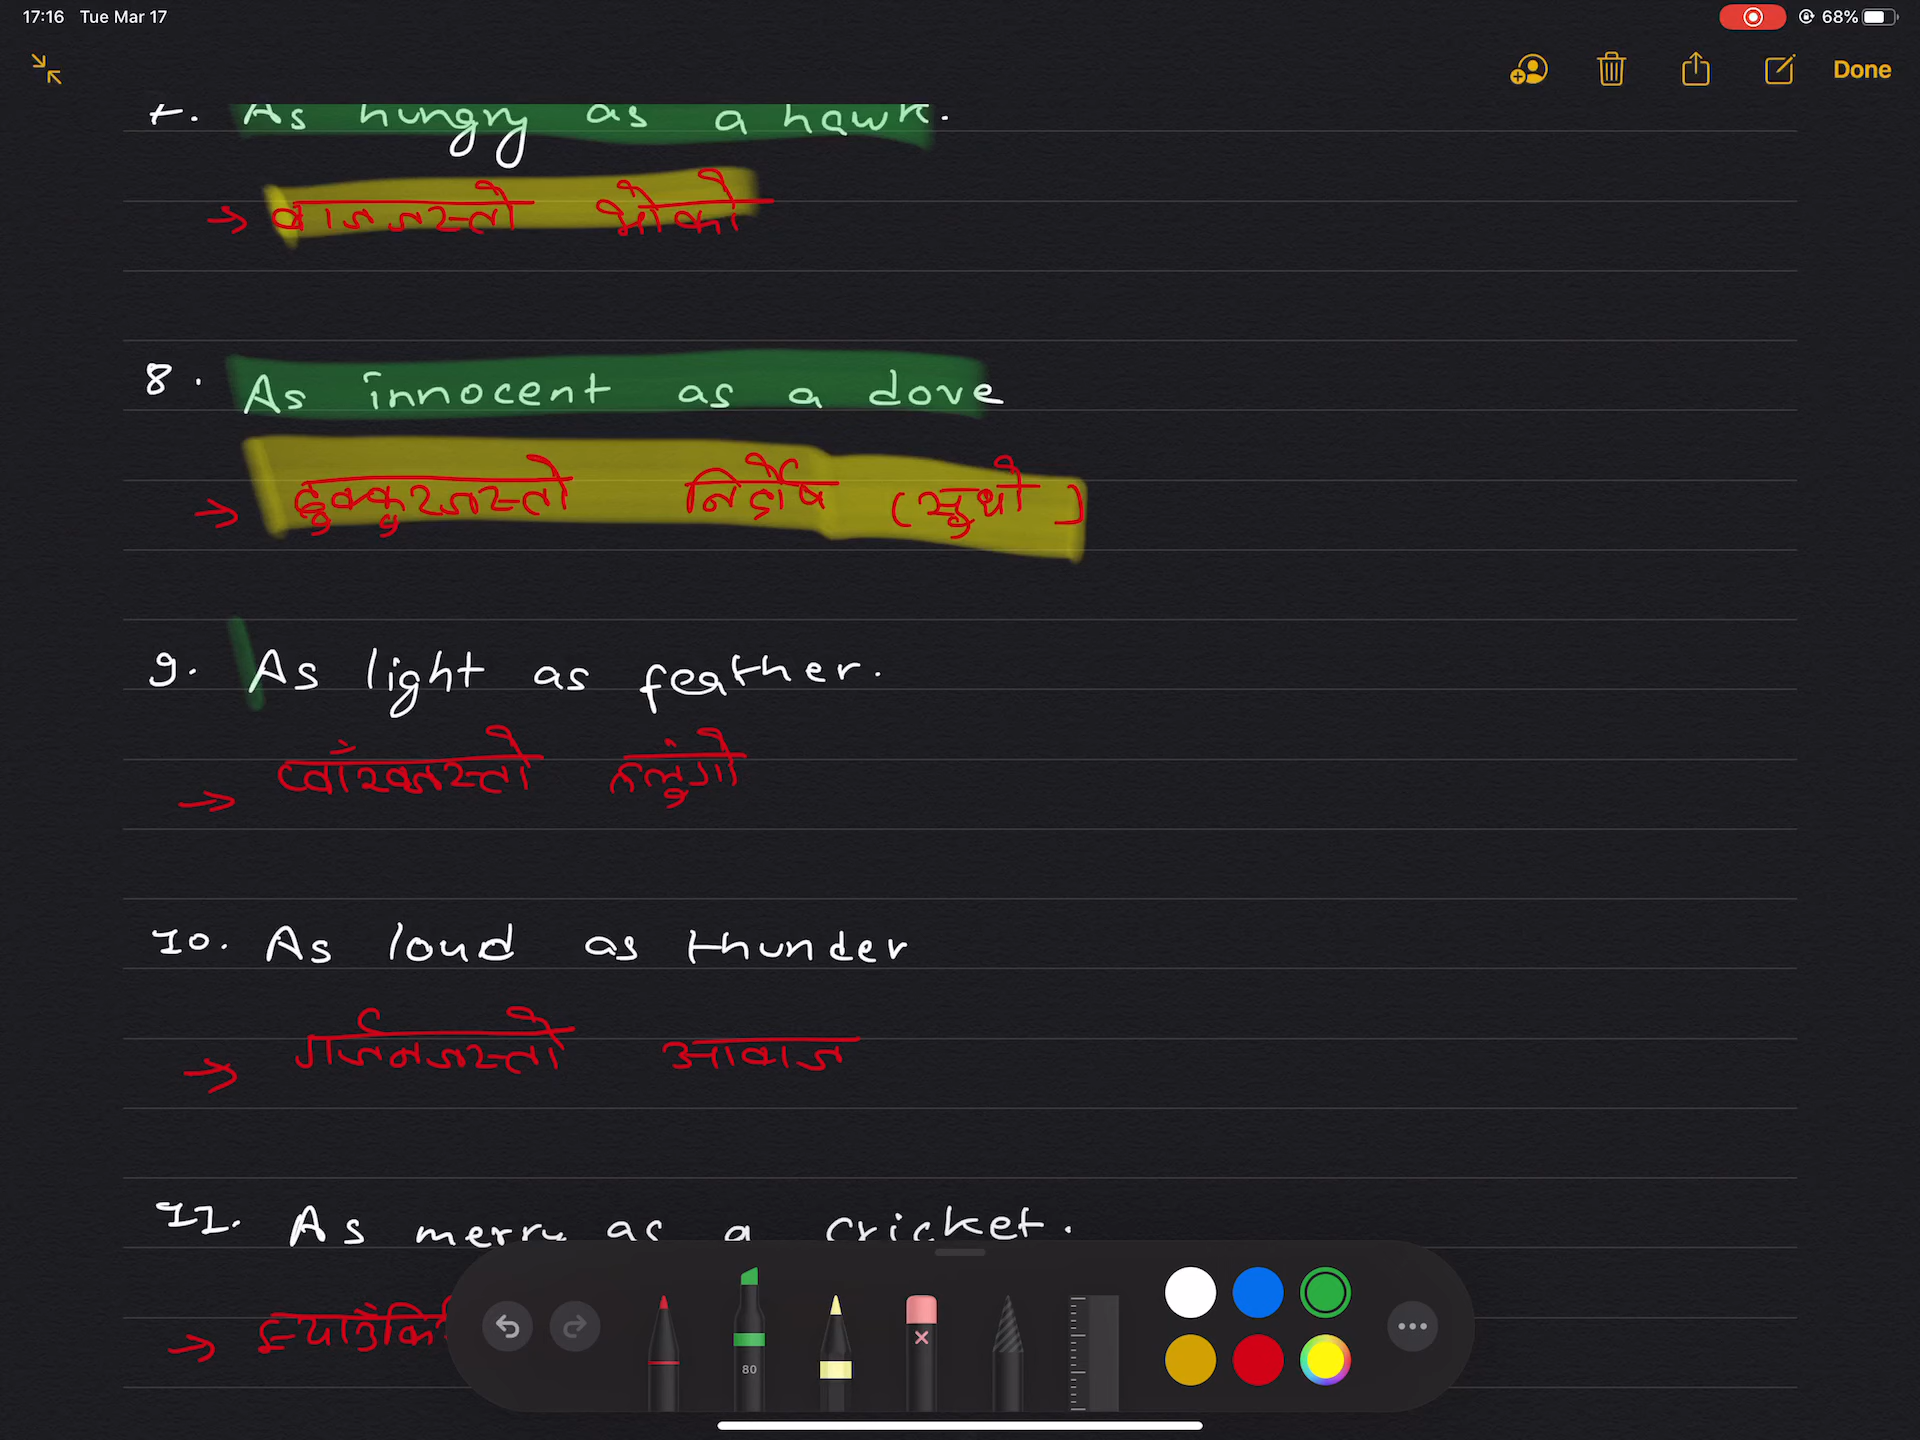 17:16 Tue Mar 17
68%
Done
7. As hungry as a hawk.
→ बाजजस्तो भोको
8. As innocent as a dove
→ ढुक्कुरजस्तो निर्दोष (सुधो)
9. As light as feather.
→ प्वाँखजस्तो हलुंगो
10. As loud as thunder
→ गर्जनजस्तो आवाज
11. As merry as a cricket.
→ झ्याउँकि
80